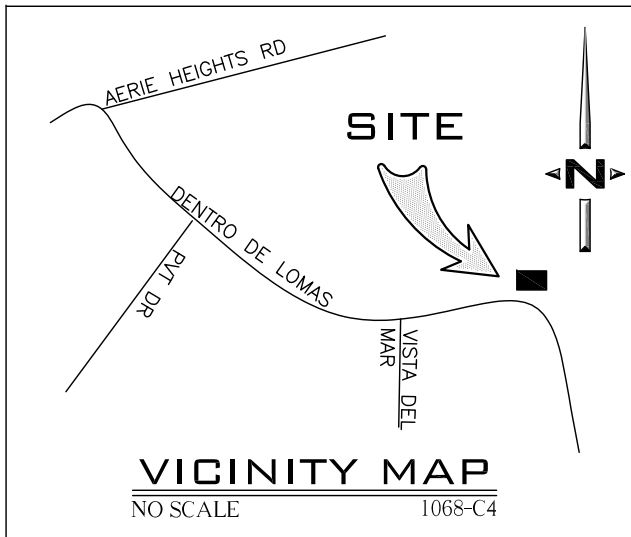 AERIE HEIGHTS RD
SITE
N
DENTRO DE LOMAS
PVT DR
VISTA DEL
MAR
VICINITY MAP
NO SCALE 1068-C4